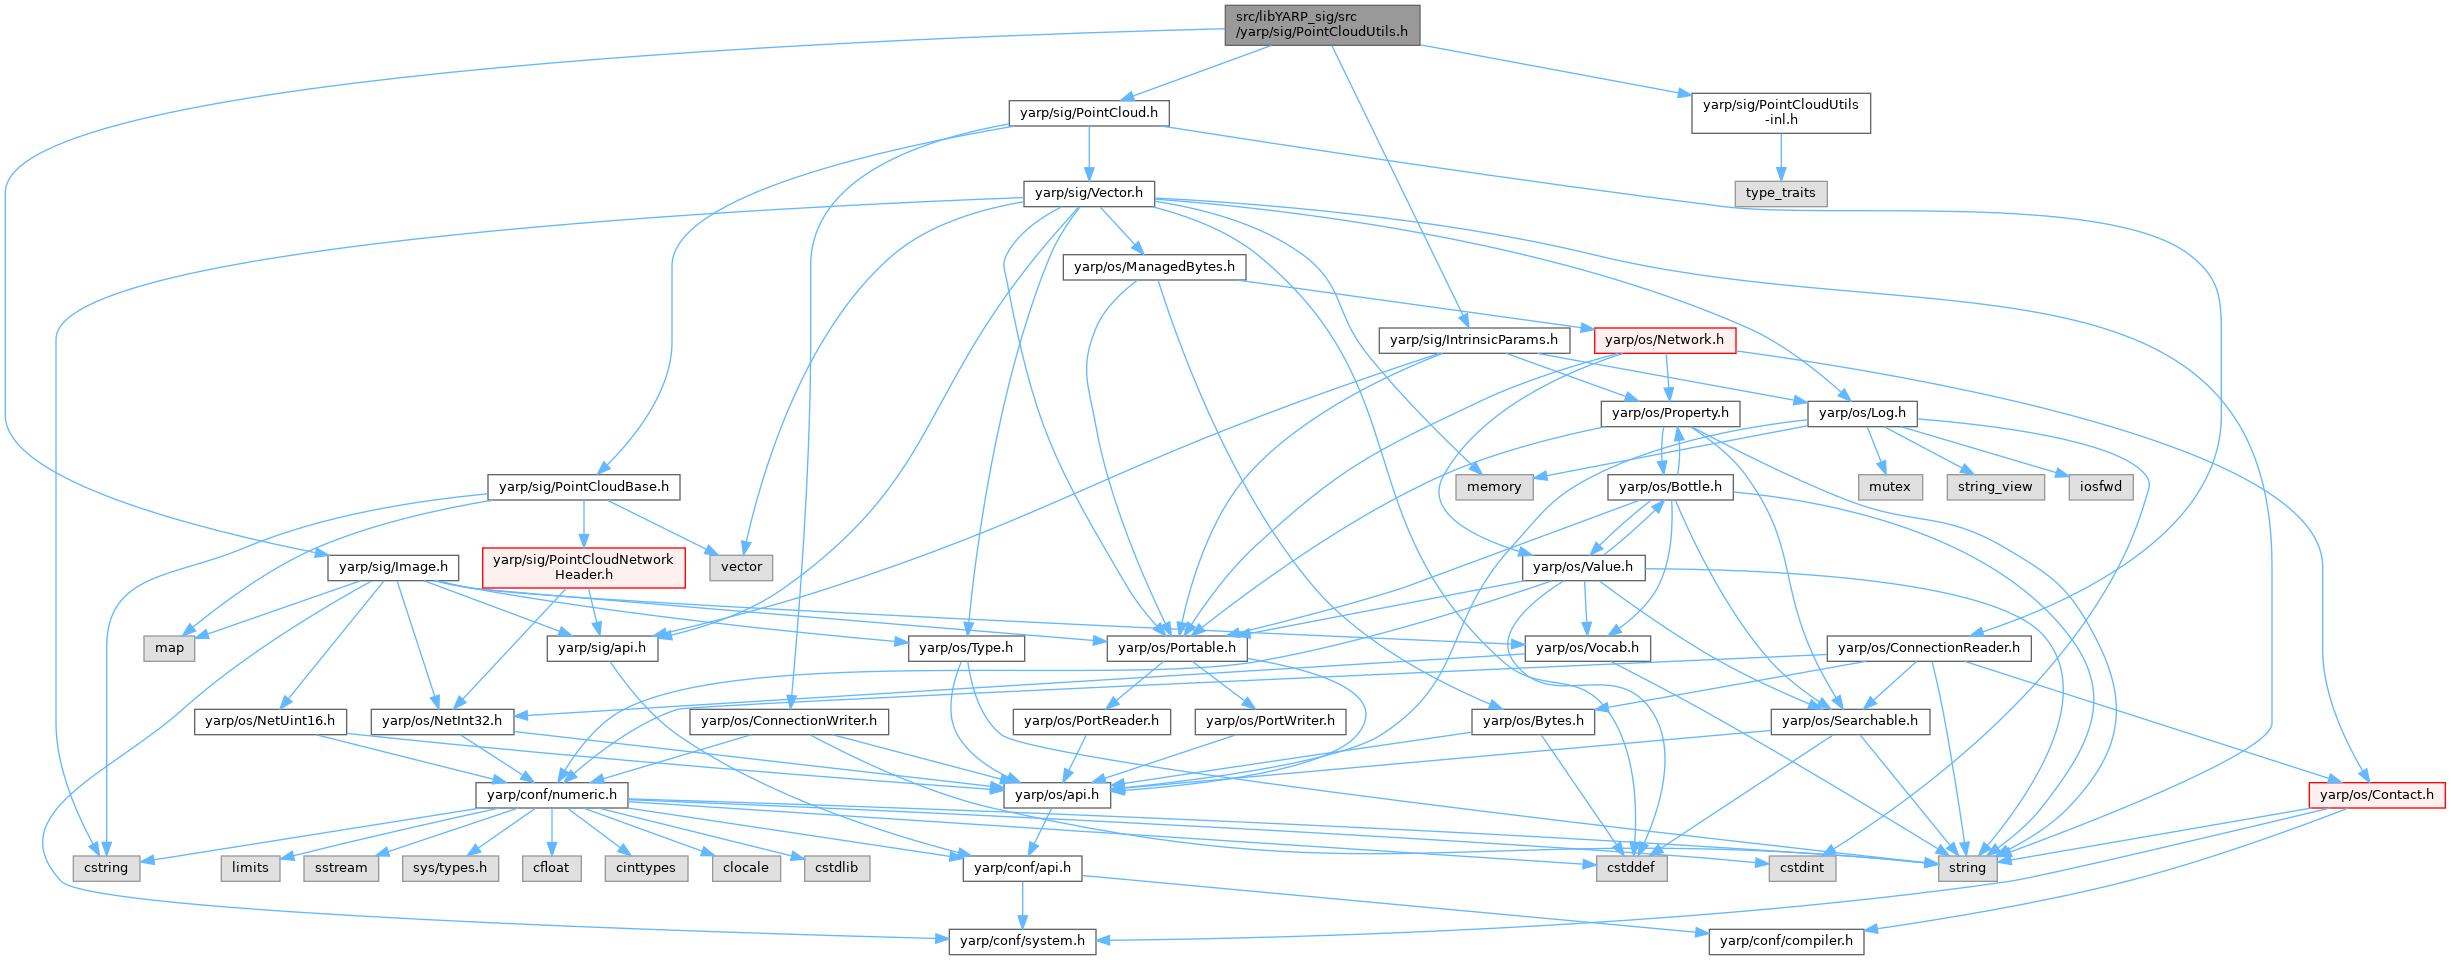 src/libYARP_sig/src
/yarp/sig/PointCloudUtils.h
yarp/sig/PointCloud.h
yarp/sig/PointCloudUtils
-inl.h
yarp/sig/Vector.h
type_traits
yarp/os/ManagedBytes.h
yarp/sig/IntrinsicParams.h
yarp/os/Network.h
yarp/os/Property.h
yarp/os/Log.h
yarp/sig/PointCloudBase.h
memory
yarp/os/Bottle.h
mutex
string_view
iosfwd
yarp/sig/Image.h
yarp/sig/PointCloudNetwork
Header.h
vector
yarp/os/Value.h
map
yarp/sig/api.h
yarp/os/Type.h
yarp/os/Portable.h
yarp/os/Vocab.h
yarp/os/ConnectionReader.h
yarp/os/NetUint16.h
yarp/os/NetInt32.h
yarp/os/ConnectionWriter.h
yarp/os/PortReader.h
yarp/os/PortWriter.h
yarp/os/Bytes.h
yarp/os/Searchable.h
yarp/conf/numeric.h
yarp/os/api.h
yarp/os/Contact.h
cstring
limits
sstream
sys/types.h
cfloat
cinttypes
clocale
cstdlib
yarp/conf/api.h
cstddef
cstdint
string
yarp/conf/system.h
yarp/conf/compiler.h